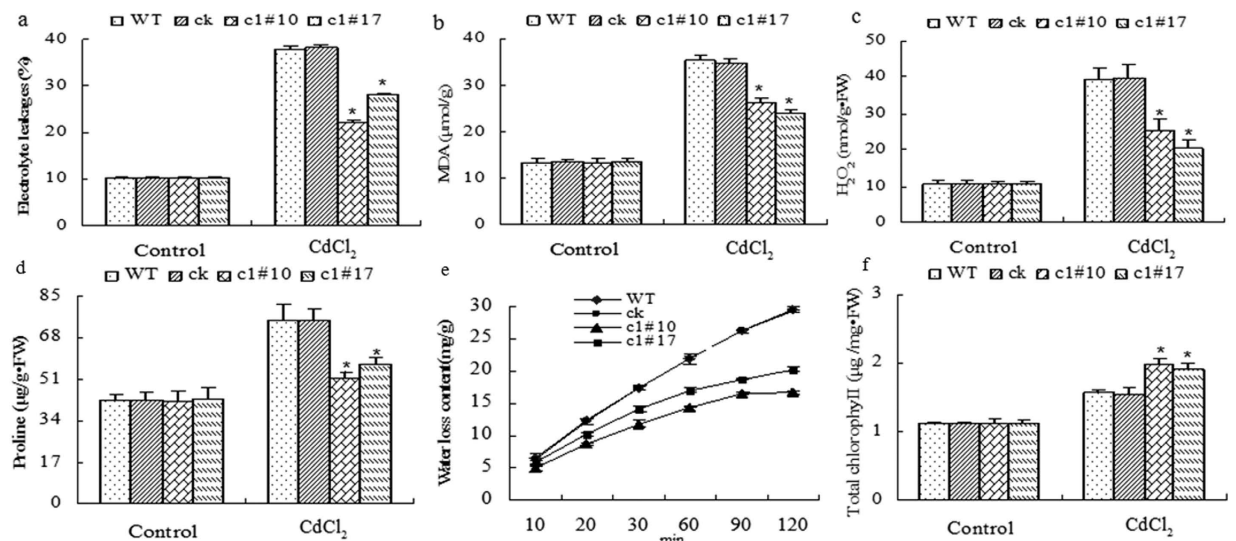 a
WT ck c1#10 c1#17
Electrolyte leakages (%)
40
30
20
10
0
*
*
Control CdCl2
b
WT ck c1#10 c1#17
MDA (μmol/g)
40
30
20
10
0
*
*
Control CdCl2
c
WT ck c1#10 c1#17
H2O2 (nmol/g•FW)
50
40
30
20
10
0
*
*
Control CdCl2
d
WT ck c1#10 c1#17
Proline (μg/g•FW)
85
68
51
34
17
0
*
*
Control CdCl2
e
WT
ck
c1#10
c1#17
Water loss content(mg/g)
30
25
20
15
10
5
0
10 20 30 60 90 120
min
f
WT ck c1#10 c1#17
Total chlorophyII (μg /mg•FW)
3
2
1
0
*
*
Control CdCl2